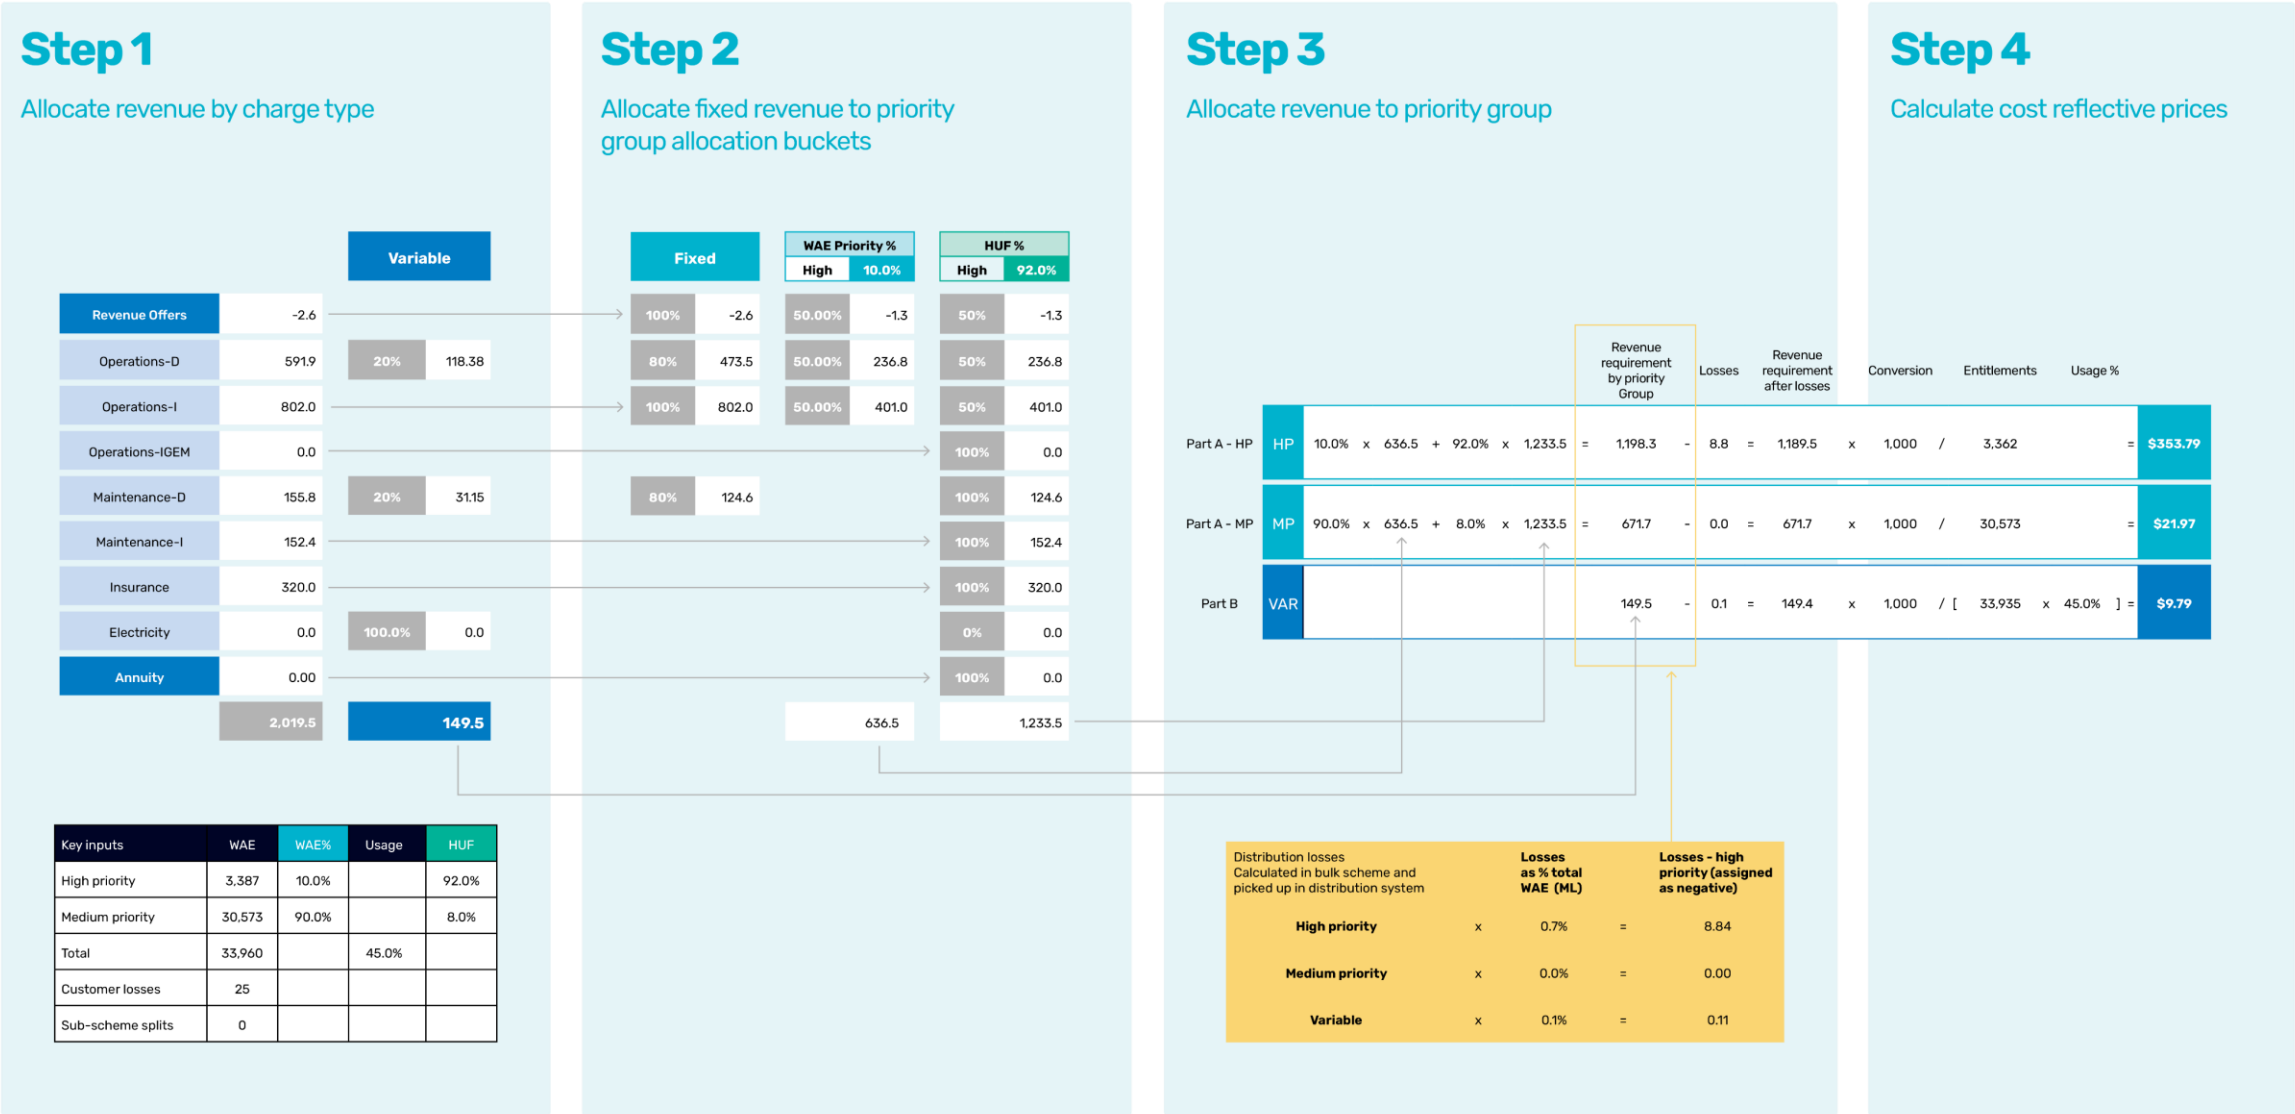 Step 1
Allocate revenue by charge type
Variable
Revenue Offers -2.6
Operations-D 591.9 20% 118.38
Operations-I 802.0
Operations-IGEM 0.0
Maintenance-D 155.8 20% 31.15
Maintenance-I 152.4
Insurance 320.0
Electricity 0.0 100.0% 0.0
Annuity 0.00
2,019.5 149.5
Key inputs WAE WAE% Usage HUF
High priority 3,387 10.0% 92.0%
Medium priority 30,573 90.0% 8.0%
Total 33,960 45.0%
Customer losses 25
Sub-scheme splits 0
Step 2
Allocate fixed revenue to priority
group allocation buckets
Fixed
WAE Priority %
High 10.0%
HUF %
High 92.0%
100% -2.6 50.00% -1.3 50% -1.3
80% 473.5 50.00% 236.8 50% 236.8
100% 802.0 50.00% 401.0 50% 401.0
100% 0.0
80% 124.6 100% 124.6
100% 152.4
100% 320.0
0% 0.0
100% 0.0
636.5 1,233.5
Step 3
Allocate revenue to priority group
Step 4
Calculate cost reflective prices
Revenue
requirement
by priority
Group
Losses
Revenue
requirement
after losses
Conversion
Entitlements
Usage %
Part A - HP HP 10.0% x 636.5 + 92.0% x 1,233.5 = 1,198.3 - 8.8 = 1,189.5 x 1,000 / 3,362 = $353.79
Part A - MP MP 90.0% x 636.5 + 8.0% x 1,233.5 = 671.7 - 0.0 = 671.7 x 1,000 / 30,573 = $21.97
Part B VAR 149.5 - 0.1 = 149.4 x 1,000 / [ 33,935 x 45.0% ] = $9.79
Distribution losses
Calculated in bulk scheme and
picked up in distribution system
Losses
as % total
WAE (ML)
Losses - high
priority (assigned
as negative)
High priority x 0.7% = 8.84
Medium priority x 0.0% = 0.00
Variable x 0.1% = 0.11